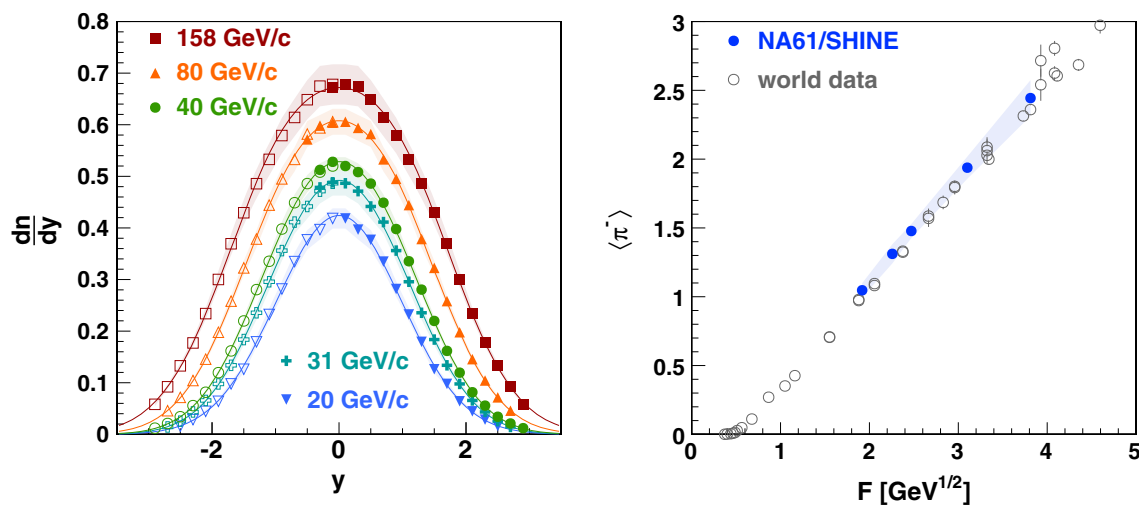 0.8
0.7
0.6
0.5
0.4
0.3
0.2
0.1
0
dn
dy
158 GeV/c
80 GeV/c
40 GeV/c
31 GeV/c
20 GeV/c
-2
0
2
y
3
2.5
2
1.5
1
0.5
0
⟨π⁻⟩
NA61/SHINE
world data
0
1
2
3
4
5
F [GeV^{1/2}]